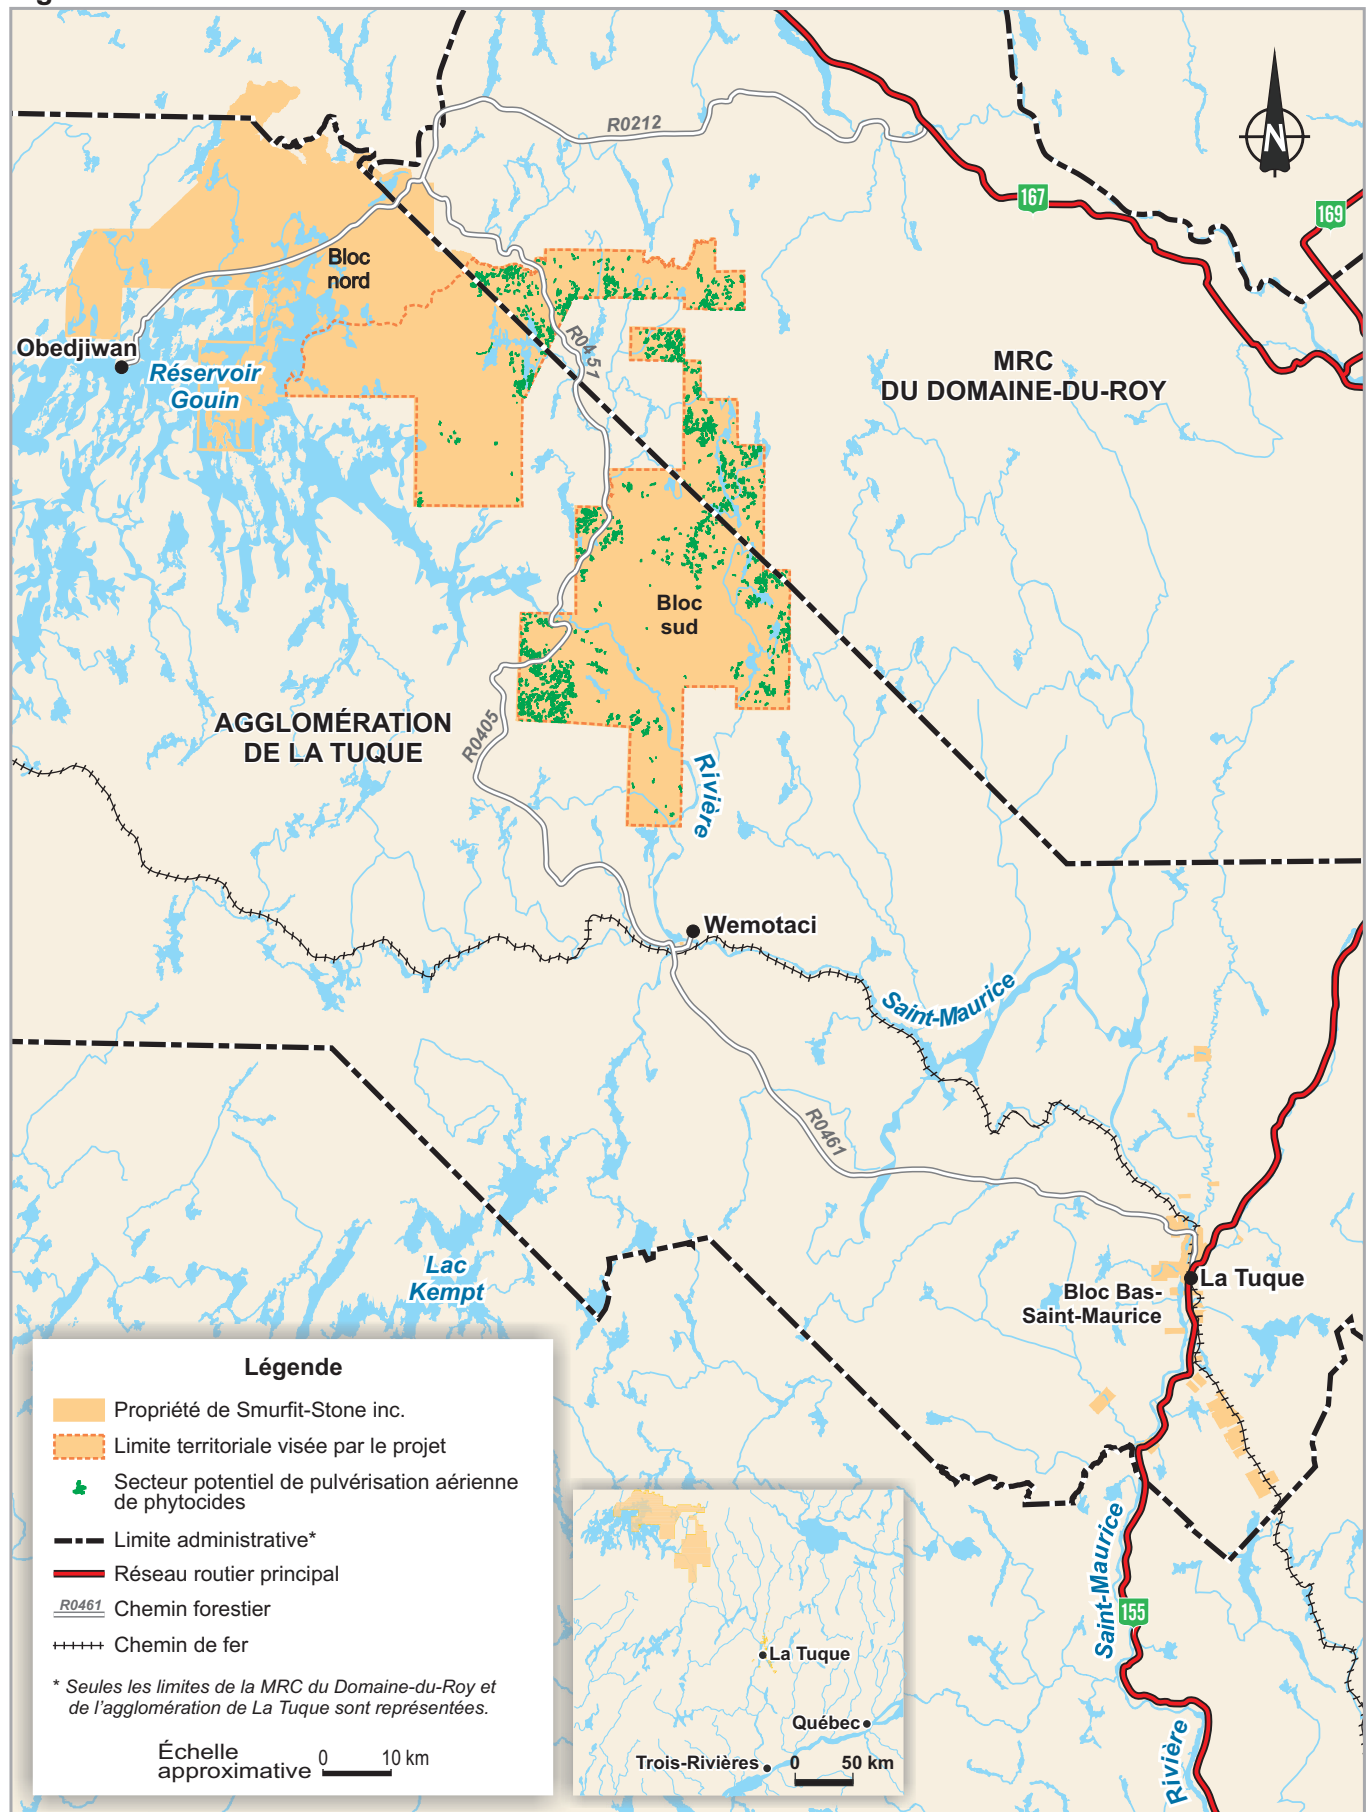 R0212
167
169
Bloc
nord
R0451
Obedjiwan
Réservoir
Gouin
MRC
DU DOMAINE-DU-ROY
Bloc
sud
AGGLOMÉRATION
DE LA TUQUE
R0405
Rivière
Wemotaci
Saint-Maurice
R0461
Lac
Kempt
La Tuque
Bloc Bas-
Saint-Maurice
Légende
Propriété de Smurfit-Stone inc.
Limite territoriale visée par le projet
Secteur potentiel de pulvérisation aérienne
de phytocides
Limite administrative*
Réseau routier principal
R0461 Chemin forestier
Chemin de fer
* Seules les limites de la MRC du Domaine-du-Roy et
de l'agglomération de La Tuque sont représentées.
Échelle
approximative
0 10 km
La Tuque
Québec
Trois-Rivières
0 50 km
Saint-Maurice
155
Rivière
N